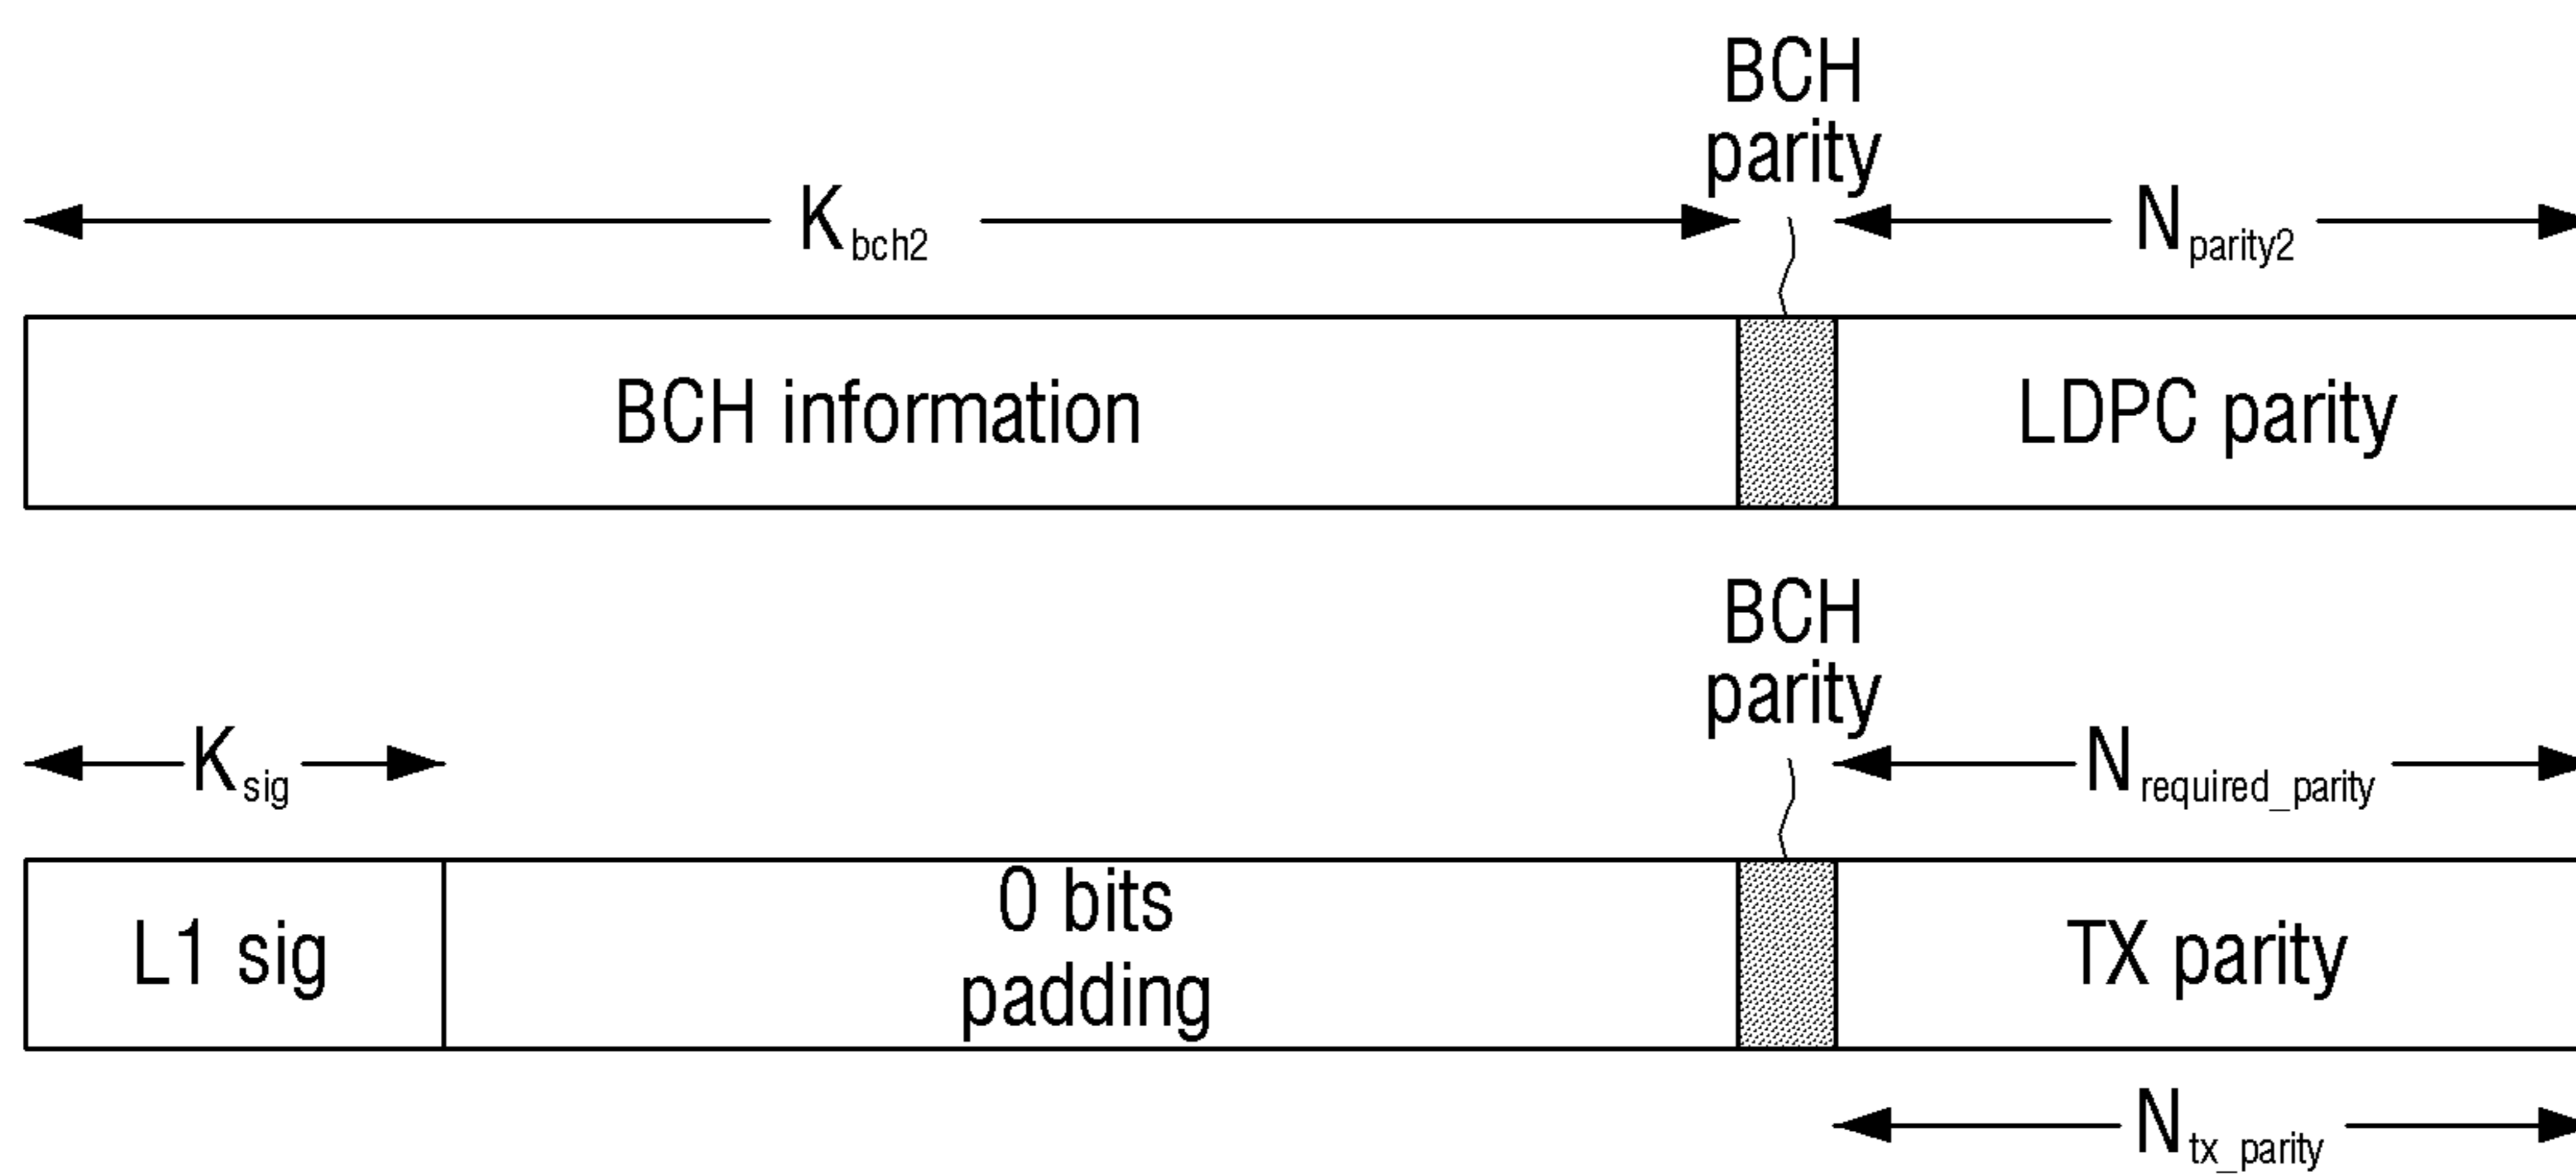 BCH
parity
K_bch2
N_parity2
BCH information
LDPC parity
BCH
parity
K_sig
N_required_parity
L1 sig
0 bits
padding
TX parity
N_tx_parity